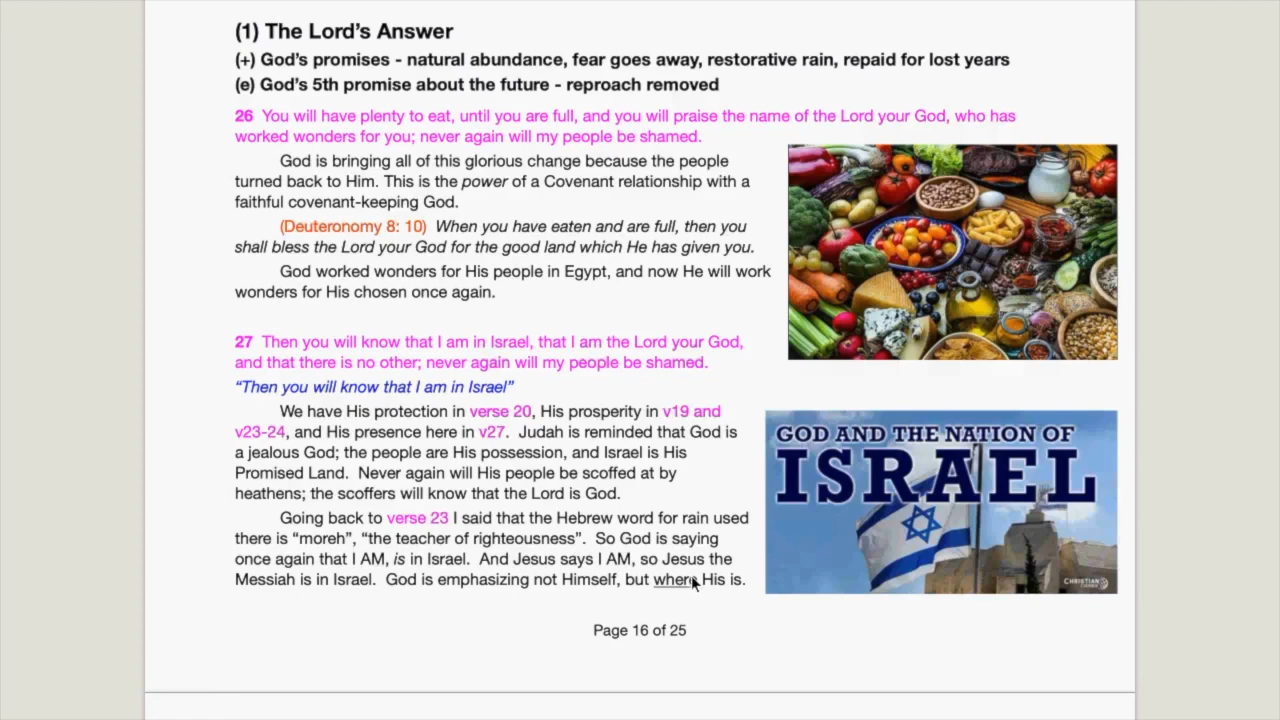 (1) The Lord's Answer
(+) God's promises - natural abundance, fear goes away, restorative rain, repaid for lost years
(e) God's 5th promise about the future - reproach removed
26 You will have plenty to eat, until you are full, and you will praise the name of the Lord your God, who has
worked wonders for you; never again will my people be shamed.
God is bringing all of this glorious change because the people
turned back to Him. This is the power of a Covenant relationship with a
faithful covenant-keeping God.
(Deuteronomy 8: 10) When you have eaten and are full, then you
shall bless the Lord your God for the good land which He has given you.
God worked wonders for His people in Egypt, and now He will work
wonders for His chosen once again.
27 Then you will know that I am in Israel, that I am the Lord your God,
and that there is no other; never again will my people be shamed.
“Then you will know that I am in Israel”
We have His protection in verse 20, His prosperity in v19 and
v23-24, and His presence here in v27. Judah is reminded that God is
a jealous God; the people are His possession, and Israel is His
Promised Land. Never again will His people be scoffed at by
heathens; the scoffers will know that the Lord is God.
Going back to verse 23 I said that the Hebrew word for rain used
there is “moreh”, “the teacher of righteousness”. So God is saying
once again that I AM, is in Israel. And Jesus says I AM, so Jesus the
Messiah is in Israel. God is emphasizing not Himself, but where His is.
GOD AND THE NATION OF
ISRAEL
CHRISTIAN
Page 16 of 25